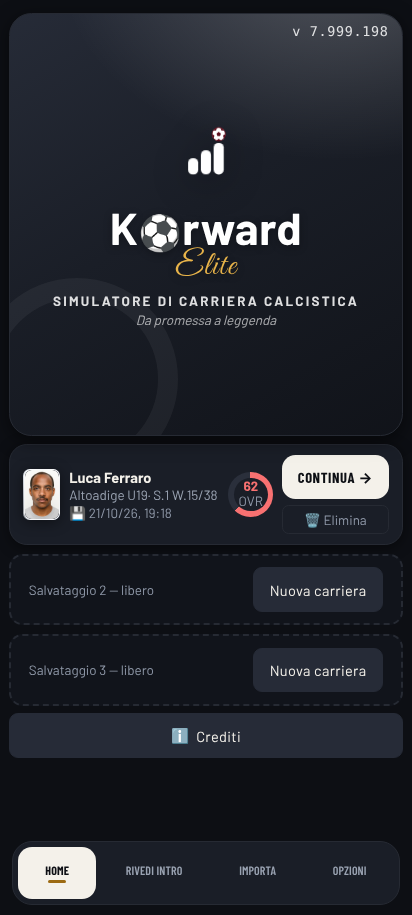 v 7.999.198
K⚽rward
Elite
SIMULATORE DI CARRIERA CALCISTICA
Da promessa a leggenda
Luca Ferraro
Altoadige U19· S.1 W.15/38
💾 21/10/26, 19:18
62
OVR
CONTINUA →
🗑️ Elimina
Salvataggio 2 — libero
Nuova carriera
Salvataggio 3 — libero
Nuova carriera
ℹ️ Crediti
HOME
RIVEDI INTRO
IMPORTA
OPZIONI